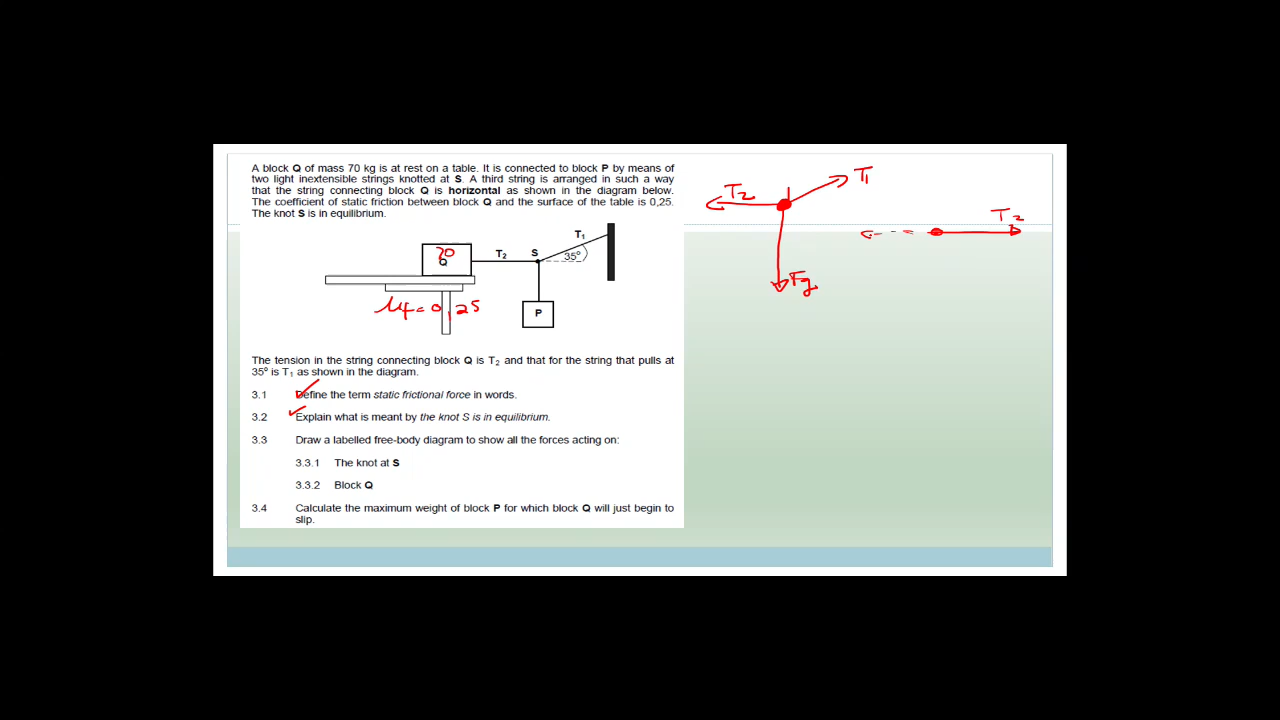 A block Q of mass 70 kg is at rest on a table. It is connected to block P by means of
two light inextensible strings knotted at S. A third string is arranged in such a way
that the string connecting block Q is horizontal as shown in the diagram below.
The coefficient of static friction between block Q and the surface of the table is 0,25.
The knot S is in equilibrium.
T1
70
Q
T2
S
35º
μf = 0,25
P
The tension in the string connecting block Q is T2 and that for the string that pulls at
35º is T1 as shown in the diagram.
3.1 Define the term static frictional force in words.
3.2 Explain what is meant by the knot S is in equilibrium.
3.3 Draw a labelled free-body diagram to show all the forces acting on:
3.3.1 The knot at S
3.3.2 Block Q
3.4 Calculate the maximum weight of block P for which block Q will just begin to
slip.
T2
T1
Fg
T2